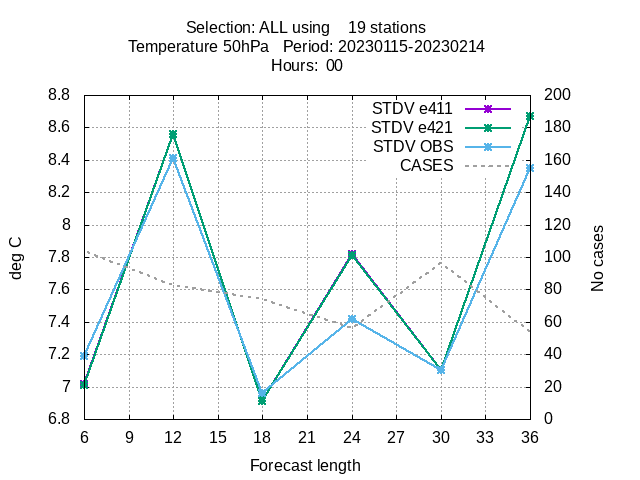 Selection: ALL using    19 stations
Temperature 50hPa   Period: 20230115-20230214
Hours:  00
STDV e411
STDV e421
STDV OBS
CASES
8.8
8.6
8.4
8.2
8
7.8
7.6
7.4
7.2
7
6.8
deg C
200
180
160
140
120
100
80
60
40
20
0
No cases
6 9 12 15 18 21 24 27 30 33 36
Forecast length